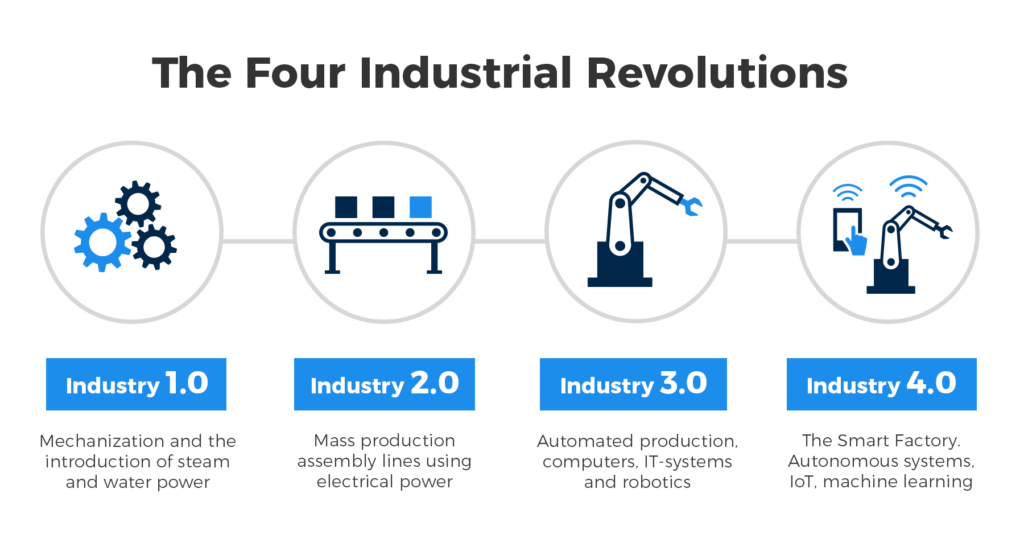 The Four Industrial Revolutions
Industry 1.0
Mechanization and the
introduction of steam
and water power
Industry 2.0
Mass production
assembly lines using
electrical power
Industry 3.0
Automated production,
computers, IT-systems
and robotics
Industry 4.0
The Smart Factory.
Autonomous systems,
IoT, machine learning